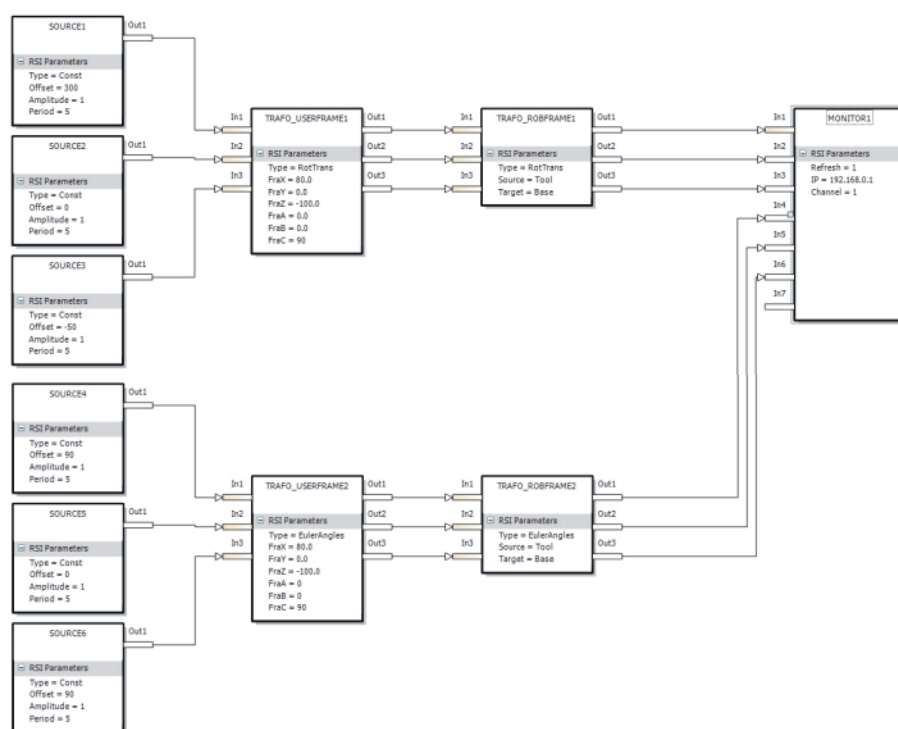 SOURCE1
Out1
RSI Parameters
Type = Const
Offset = 300
Amplitude = 1
Period = 5
SOURCE2
Out1
RSI Parameters
Type = Const
Offset = 0
Amplitude = 1
Period = 5
SOURCE3
Out1
RSI Parameters
Type = Const
Offset = -50
Amplitude = 1
Period = 5
In1
In2
In3
TRAFO_USERFRAME1
RSI Parameters
Type = RotTrans
FraX = 80.0
FraY = 0.0
FraZ = -100.0
FraA = 0.0
FraB = 0.0
FraC = 90
Out1
Out2
Out3
In1
In2
In3
TRAFO_ROBFRAME1
RSI Parameters
Type = RotTrans
Source = Tool
Target = Base
Out1
Out2
Out3
In1
In2
In3
In4
In5
In6
In7
MONITOR1
RSI Parameters
Refresh = 1
IP = 192.168.0.1
Channel = 1
SOURCE4
Out1
RSI Parameters
Type = Const
Offset = 90
Amplitude = 1
Period = 5
SOURCE5
Out1
RSI Parameters
Type = Const
Offset = 0
Amplitude = 1
Period = 5
SOURCE6
Out1
RSI Parameters
Type = Const
Offset = 90
Amplitude = 1
Period = 5
In1
In2
In3
TRAFO_USERFRAME2
RSI Parameters
Type = EulerAngles
FraX = 80.0
FraY = 0.0
FraZ = -100.0
FraA = 0
FraB = 0
FraC = 90
Out1
Out2
Out3
In1
In2
In3
TRAFO_ROBFRAME2
RSI Parameters
Type = EulerAngles
Source = Tool
Target = Base
Out1
Out2
Out3